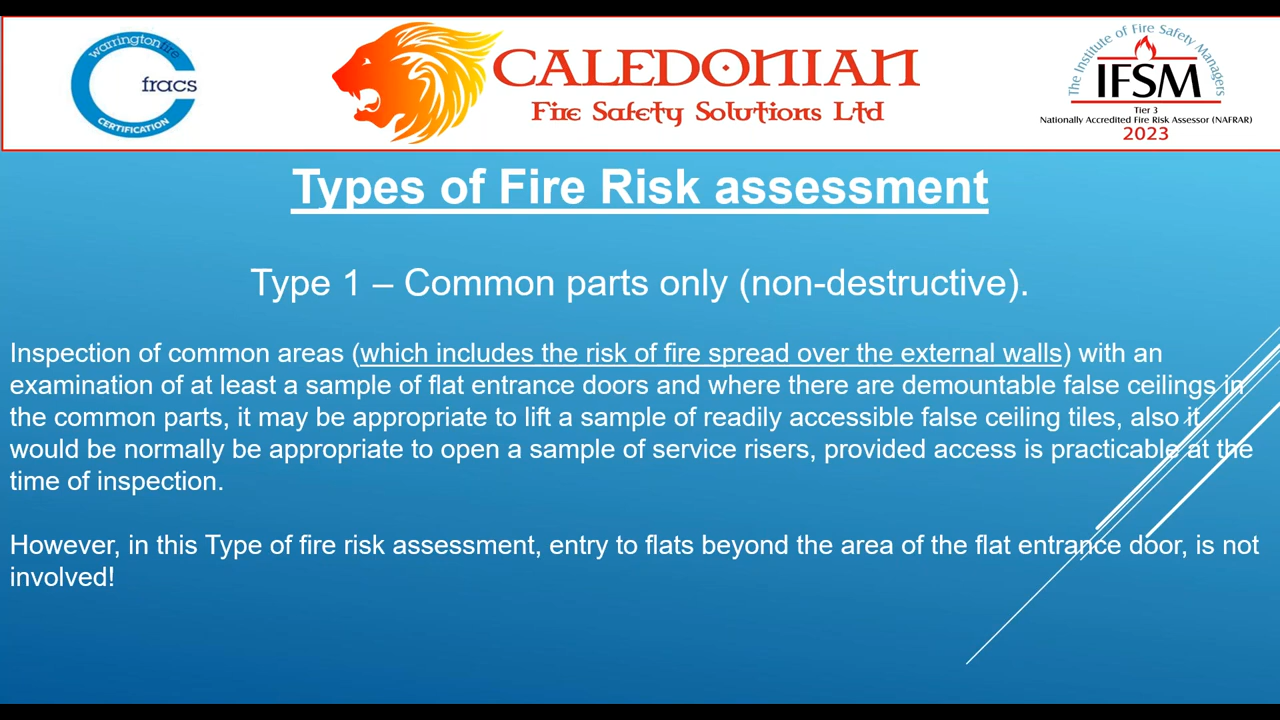 warringtonfire
fracs
CERTIFICATION
CALEDONIAN
Fire Safety Solutions Ltd
The Institute of Fire Safety Managers
IFSM
Tier 3
Nationally Accredited Fire Risk Assessor (NAFRAR)
2023
Types of Fire Risk assessment
Type 1 – Common parts only (non-destructive).
Inspection of common areas (which includes the risk of fire spread over the external walls) with an
examination of at least a sample of flat entrance doors and where there are demountable false ceilings in
the common parts, it may be appropriate to lift a sample of readily accessible false ceiling tiles, also it
would be normally be appropriate to open a sample of service risers, provided access is practicable at the
time of inspection.
However, in this Type of fire risk assessment, entry to flats beyond the area of the flat entrance door, is not
involved!